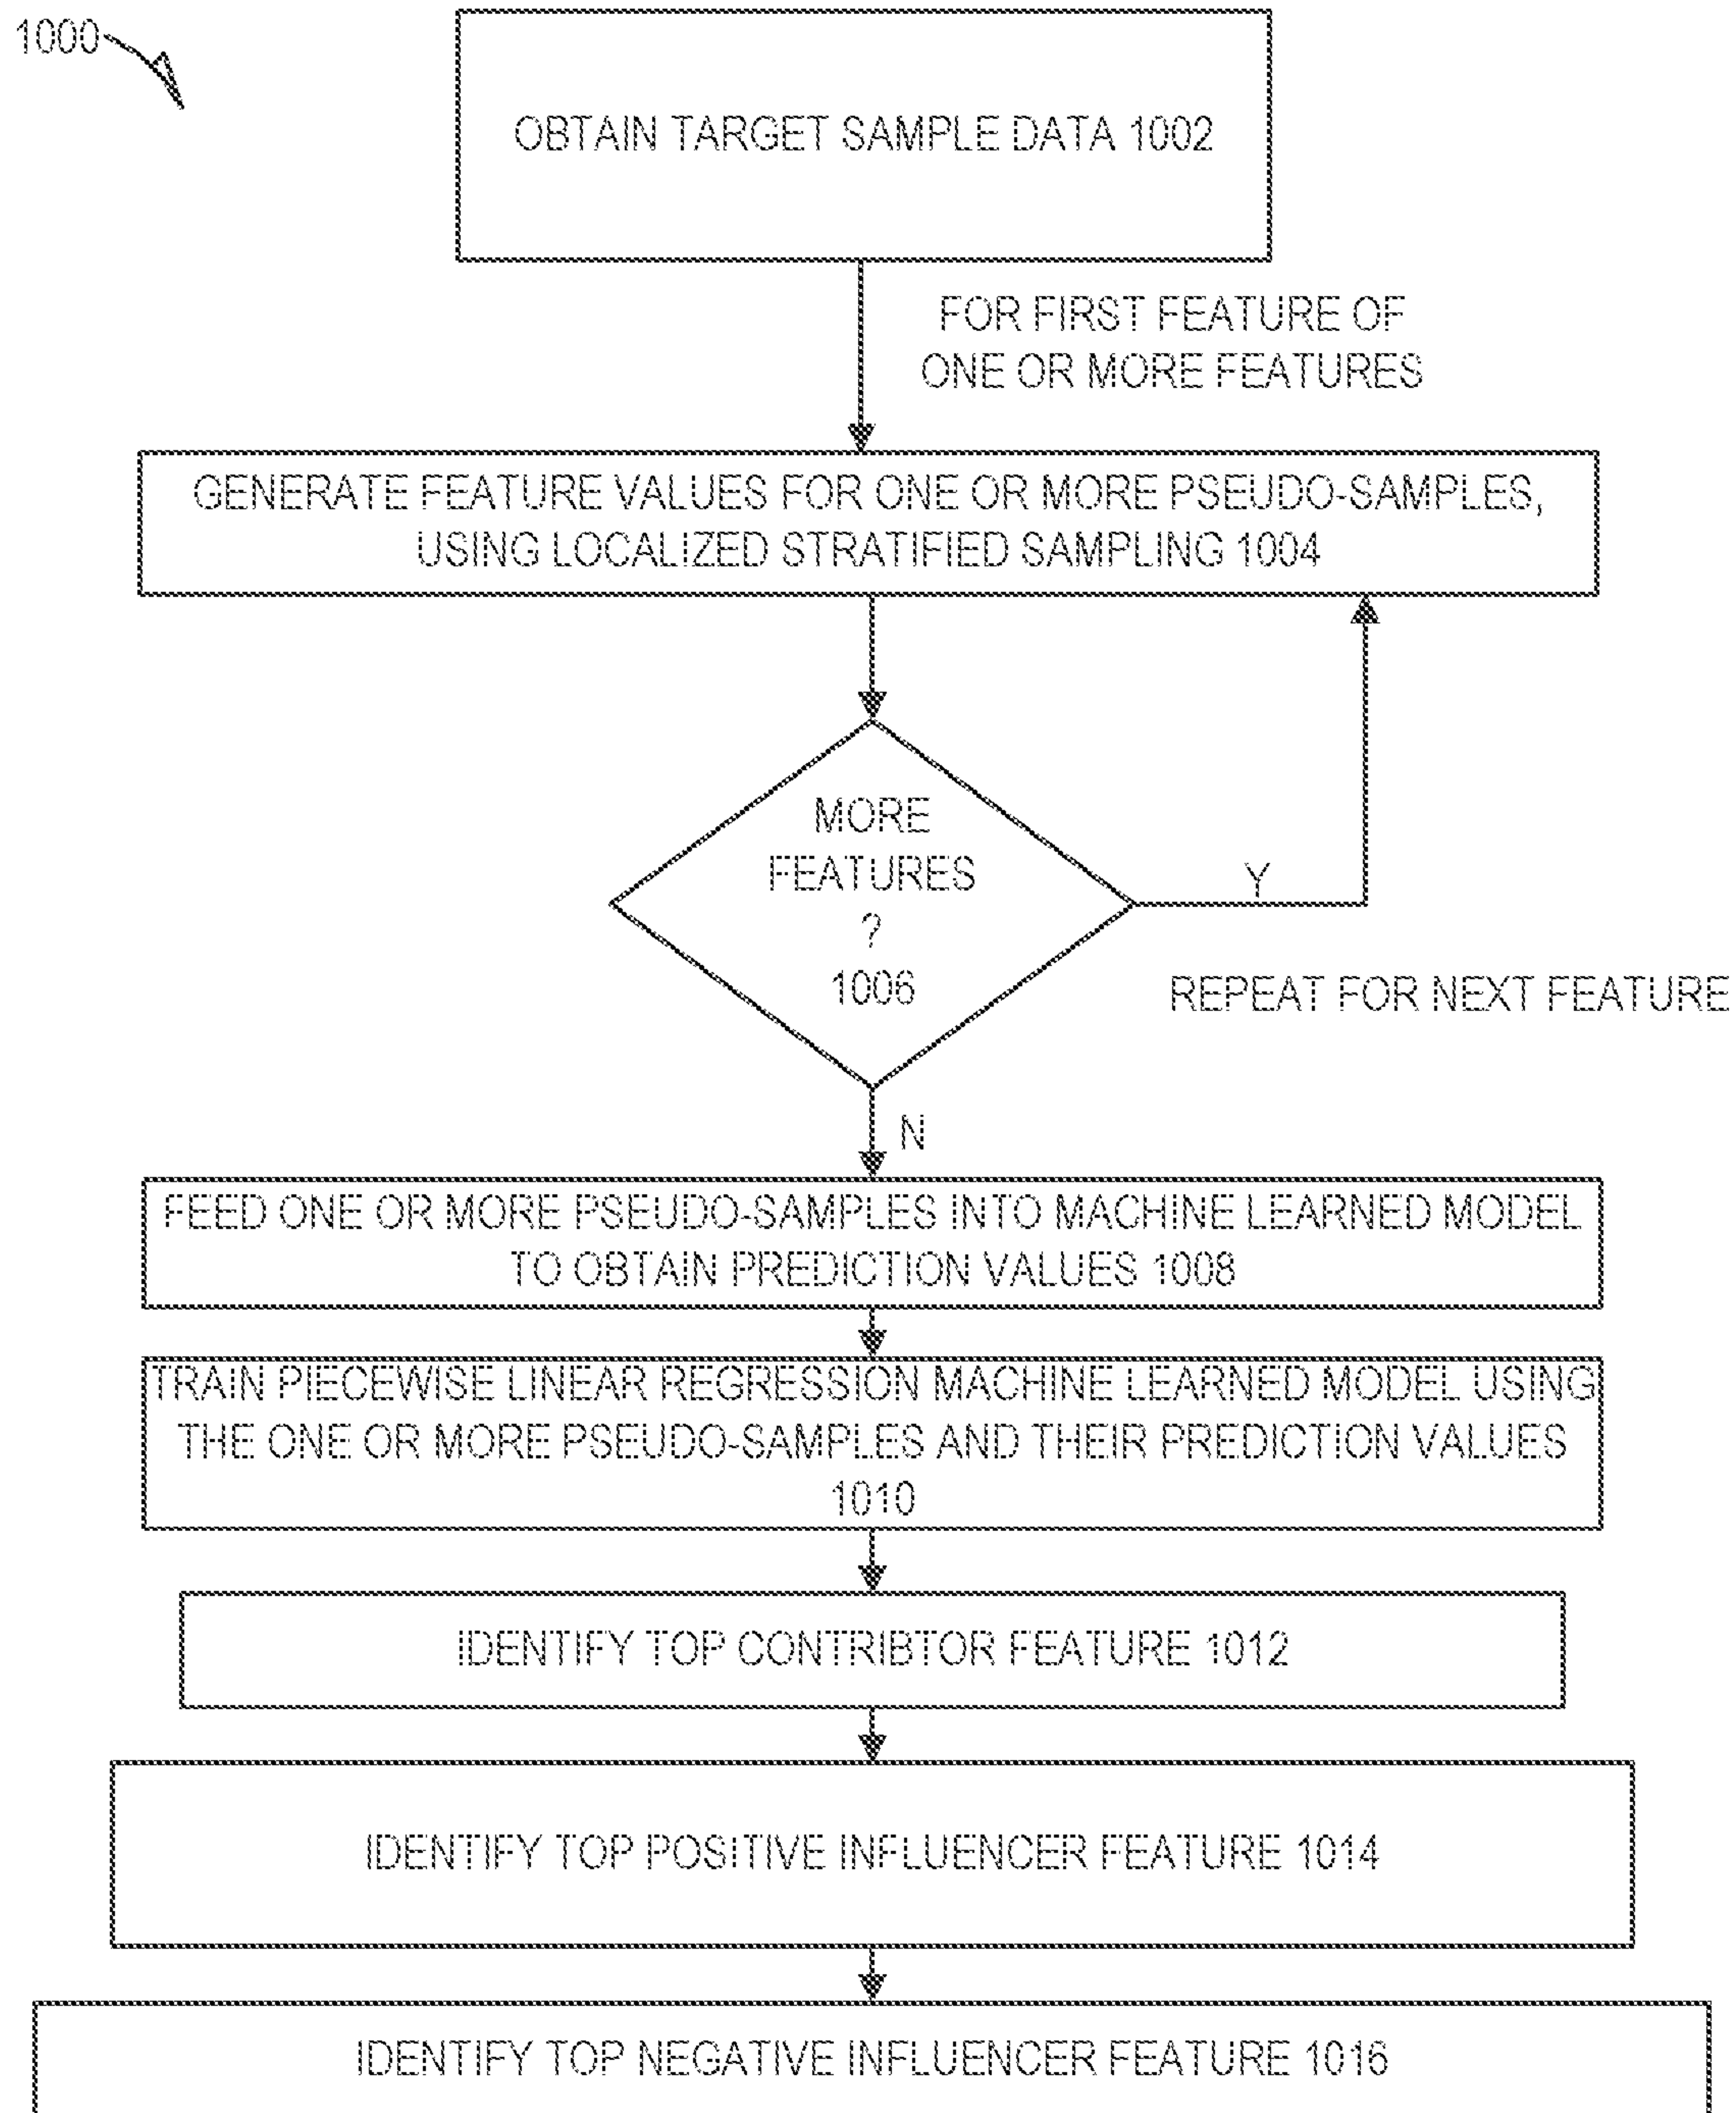 1000
OBTAIN TARGET SAMPLE DATA 1002
FOR FIRST FEATURE OF
ONE OR MORE FEATURES
GENERATE FEATURE VALUES FOR ONE OR MORE PSEUDO-SAMPLES,
USING LOCALIZED STRATIFIED SAMPLING 1004
MORE
FEATURES
?
1006
Y
REPEAT FOR NEXT FEATURE
N
FEED ONE OR MORE PSEUDO-SAMPLES INTO MACHINE LEARNED MODEL
TO OBTAIN PREDICTION VALUES 1008
TRAIN PIECEWISE LINEAR REGRESSION MACHINE LEARNED MODEL USING
THE ONE OR MORE PSEUDO-SAMPLES AND THEIR PREDICTION VALUES
1010
IDENTIFY TOP CONTRIBTOR FEATURE 1012
IDENTIFY TOP POSITIVE INFLUENCER FEATURE 1014
IDENTIFY TOP NEGATIVE INFLUENCER FEATURE 1016